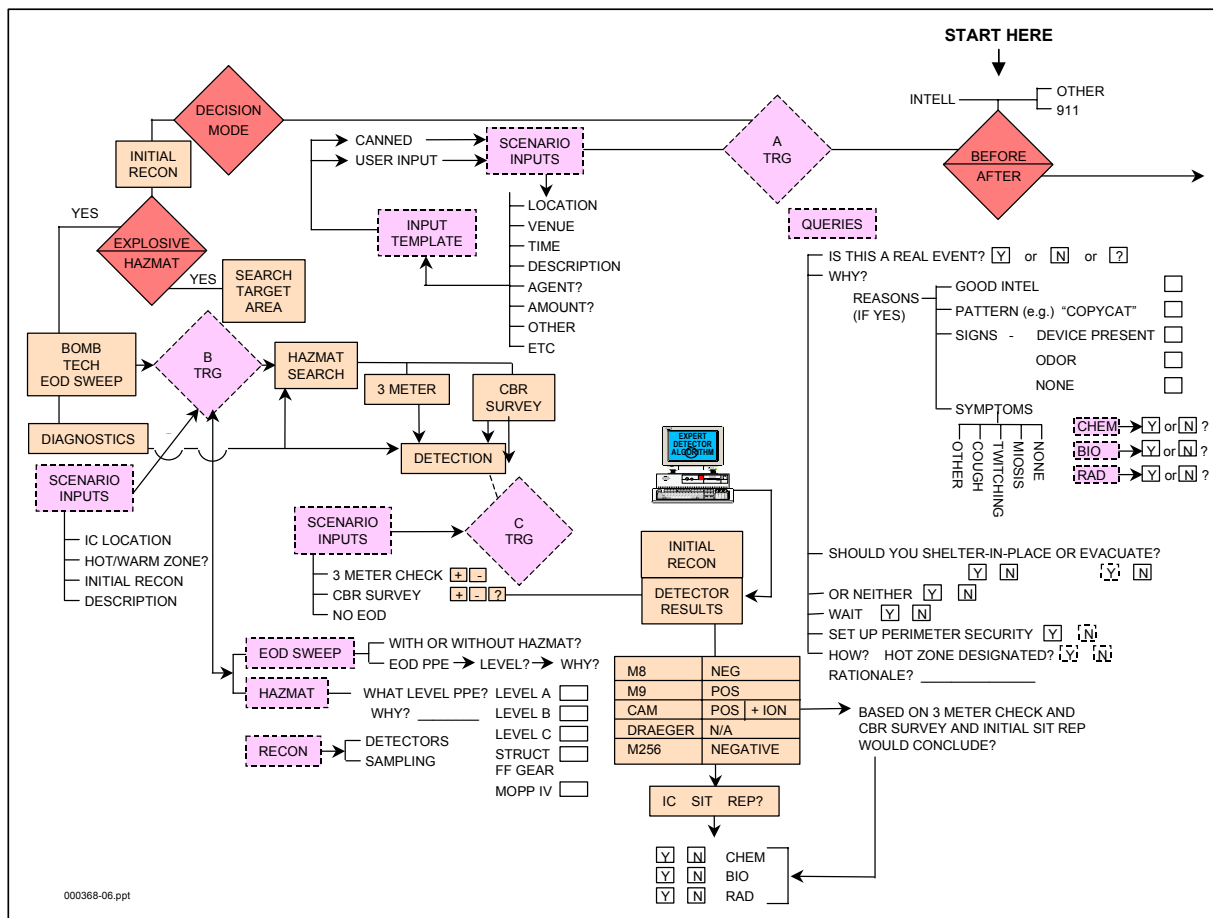 START HERE
INTELL
OTHER
911
BEFORE
AFTER
A
TRG
DECISION
MODE
CANNED
USER INPUT
SCENARIO
INPUTS
INPUT
TEMPLATE
LOCATION
VENUE
TIME
DESCRIPTION
AGENT?
AMOUNT?
OTHER
ETC
INITIAL
RECON
YES
EXPLOSIVE
HAZMAT
YES
SEARCH
TARGET
AREA
BOMB
TECH
EOD SWEEP
B
TRG
HAZMAT
SEARCH
3 METER
CBR
SURVEY
DIAGNOSTICS
DETECTION
SCENARIO
INPUTS
IC LOCATION
HOT/WARM ZONE?
INITIAL RECON
DESCRIPTION
SCENARIO
INPUTS
C
TRG
3 METER CHECK + -
CBR SURVEY + - ?
NO EOD
EXPERT
DETECTOR
ALGORITHM
INITIAL
RECON
DETECTOR
RESULTS
M8 NEG
M9 POS
CAM POS + ION
DRAEGER N/A
M256 NEGATIVE
IC SIT REP?
Y N CHEM
Y N BIO
Y N RAD
EOD SWEEP
WITH OR WITHOUT HAZMAT?
EOD PPE LEVEL? WHY?
HAZMAT
WHAT LEVEL PPE?
WHY? _______
LEVEL A
LEVEL B
LEVEL C
STRUCT
FF GEAR
MOPP IV
RECON
DETECTORS
SAMPLING
QUERIES
IS THIS A REAL EVENT? Y or N or ?
WHY?
REASONS
(IF YES)
GOOD INTEL
PATTERN (e.g.) “COPYCAT”
SIGNS - DEVICE PRESENT
ODOR
NONE
SYMPTOMS
OTHER
COUGH
TWITCHING
MIOSIS
NONE
CHEM Y or N ?
BIO Y or N ?
RAD Y or N ?
SHOULD YOU SHELTER-IN-PLACE OR EVACUATE?
Y N Y N
OR NEITHER Y N
WAIT Y N
SET UP PERIMETER SECURITY Y N
HOW? HOT ZONE DESIGNATED? Y N
RATIONALE? _____________
BASED ON 3 METER CHECK AND
CBR SURVEY AND INITIAL SIT REP
WOULD CONCLUDE?
000368-06.ppt